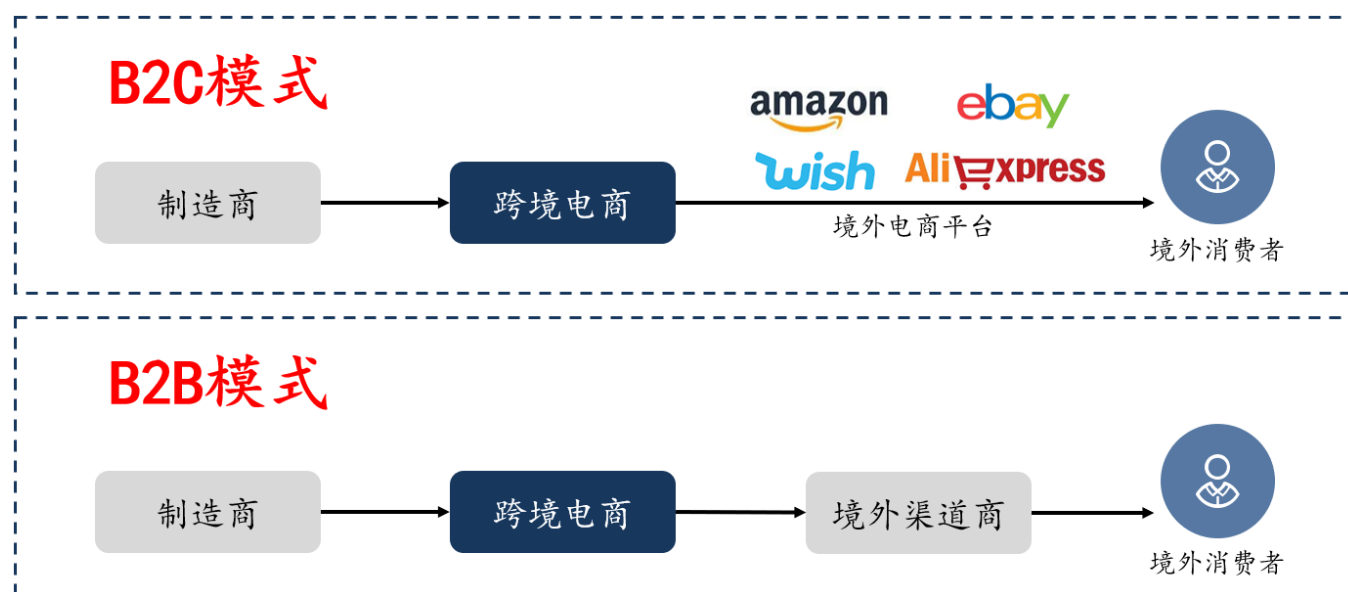 B2C模式
amazon
ebay
wish
AliExpress
制造商
跨境电商
境外电商平台
境外消费者
B2B模式
制造商
跨境电商
境外渠道商
境外消费者